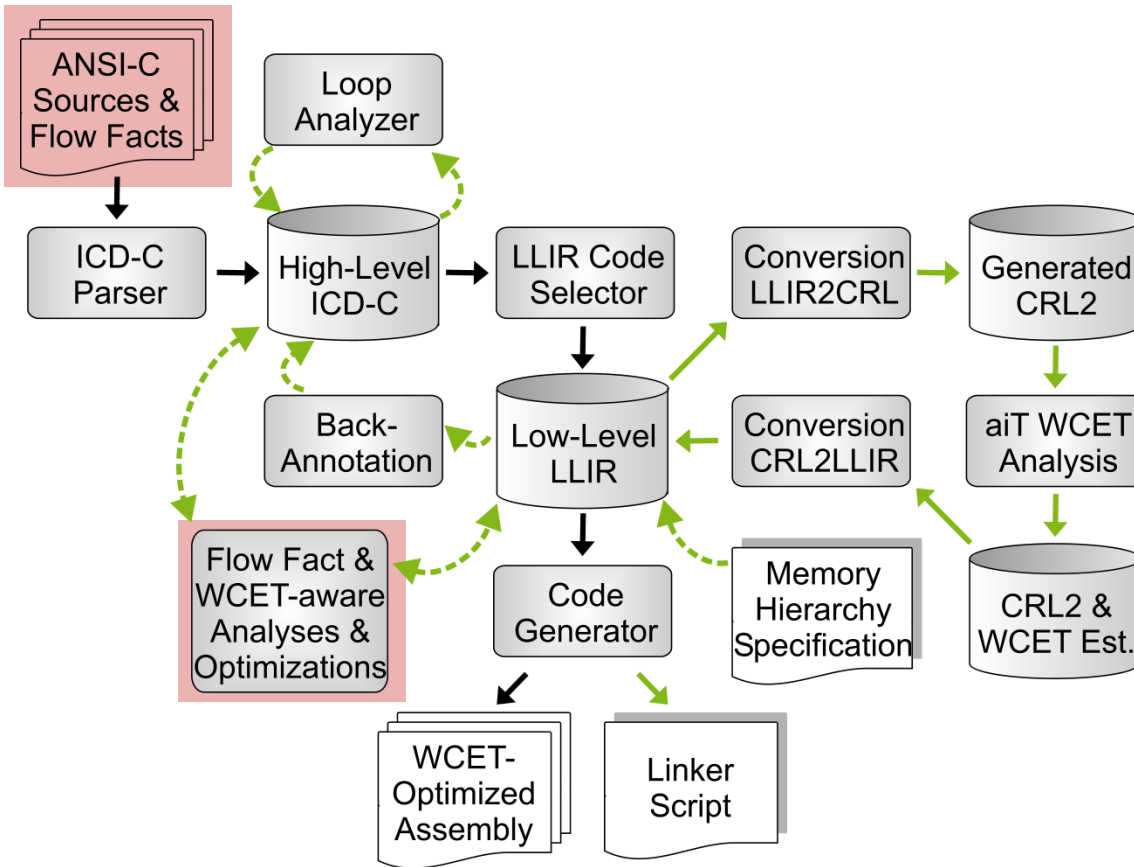 ANSI-C
Sources &
Flow Facts
Loop
Analyzer
ICD-C
Parser
High-Level
ICD-C
LLIR Code
Selector
Conversion
LLIR2CRL
Generated
CRL2
Back-
Annotation
Low-Level
LLIR
Conversion
CRL2LLIR
aiT WCET
Analysis
Flow Fact &
WCET-aware
Analyses &
Optimizations
Code
Generator
Memory
Hierarchy
Specification
CRL2 &
WCET Est.
WCET-
Optimized
Assembly
Linker
Script